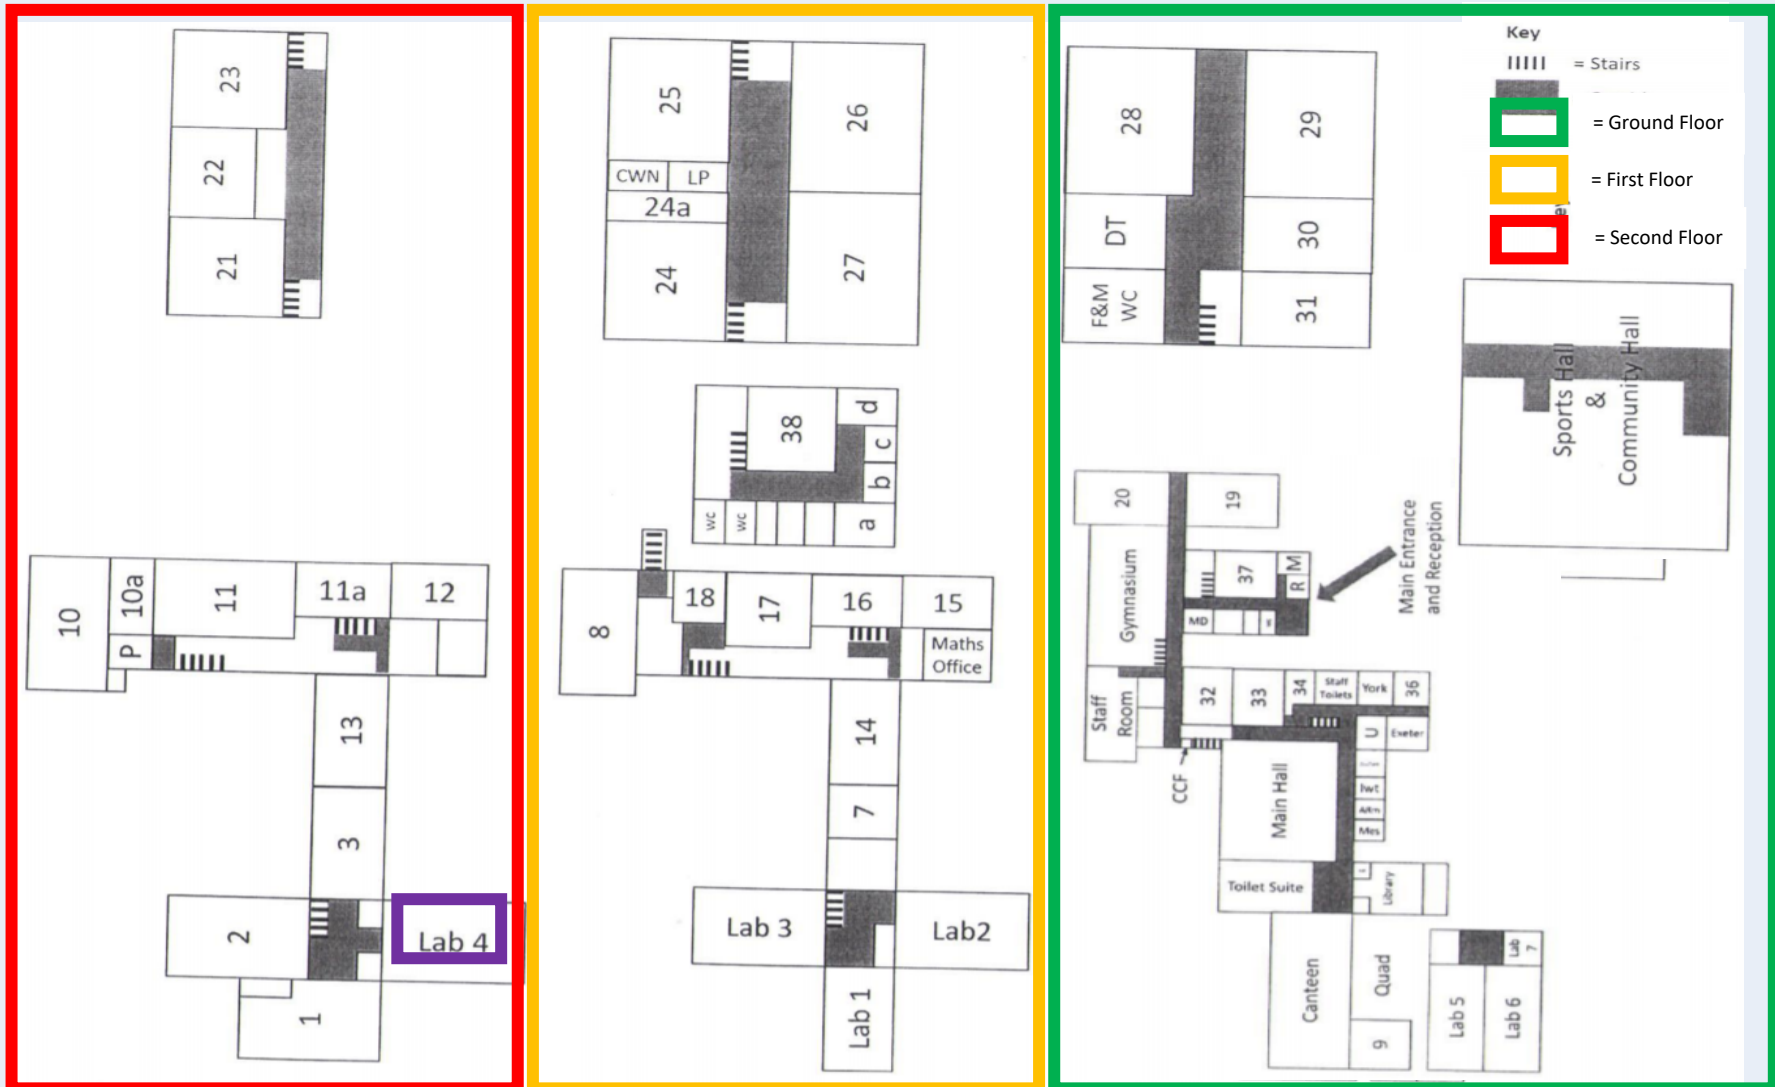 23
22
21
10
10a
P
11
11a
12
13
3
2
Lab 4
1
25
26
CWN
LP
24a
24
27
38
d
c
b
a
WC
WC
8
18
17
16
15
Maths
Office
14
7
Lab 3
Lab2
Lab 1
Key
= Stairs
= Ground Floor
= First Floor
= Second Floor
28
29
DT
30
F&M
WC
31
Sports Hall
&
Community Hall
20
19
Gymnasium
37
M
R
MD
Main Entrance
and Reception
Staff
Room
32
33
34
Staff
Toilets
York
36
U
Exeter
CCF
Main Hall
lwt
Mes
Toilet Suite
Library
Canteen
Quad
9
Lab
7
Lab 5
Lab 6